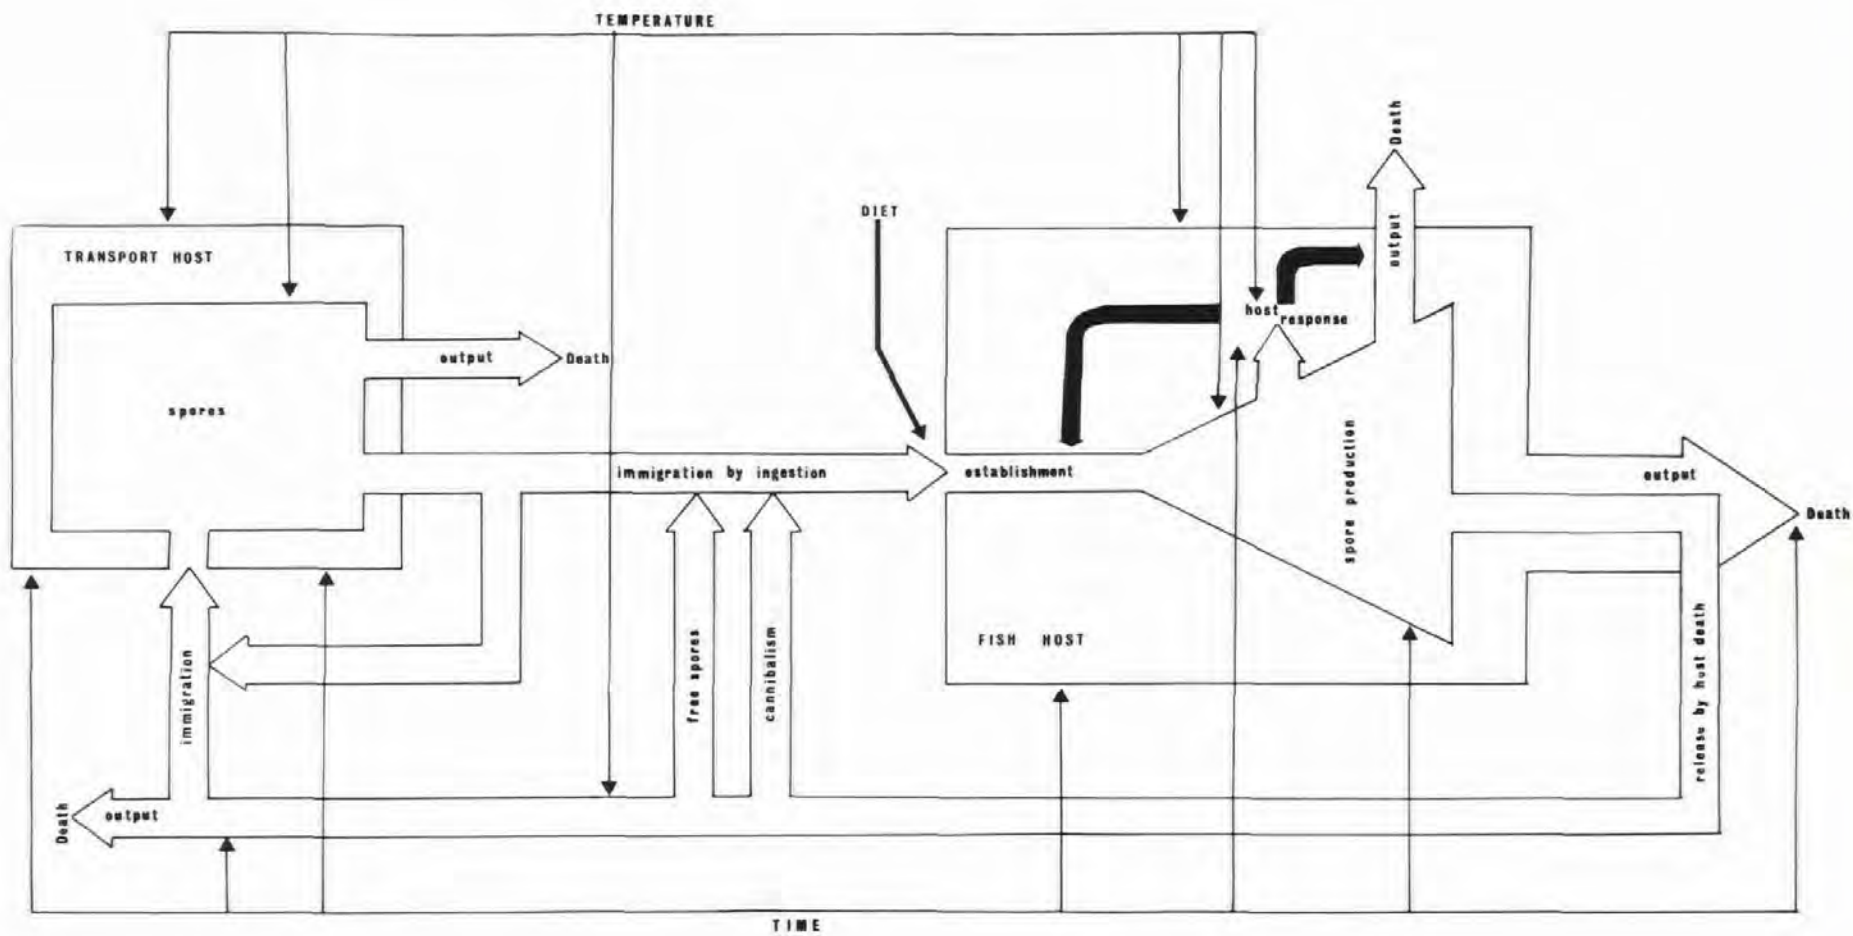 TEMPERATURE
Death
DIET
output
TRANSPORT HOST
host
response
output
Death
spores
spore production
immigration by ingestion
establishment
output
Death
FISH HOST
free spores
cannibalism
immigration
release by hust death
Death
output
TIME